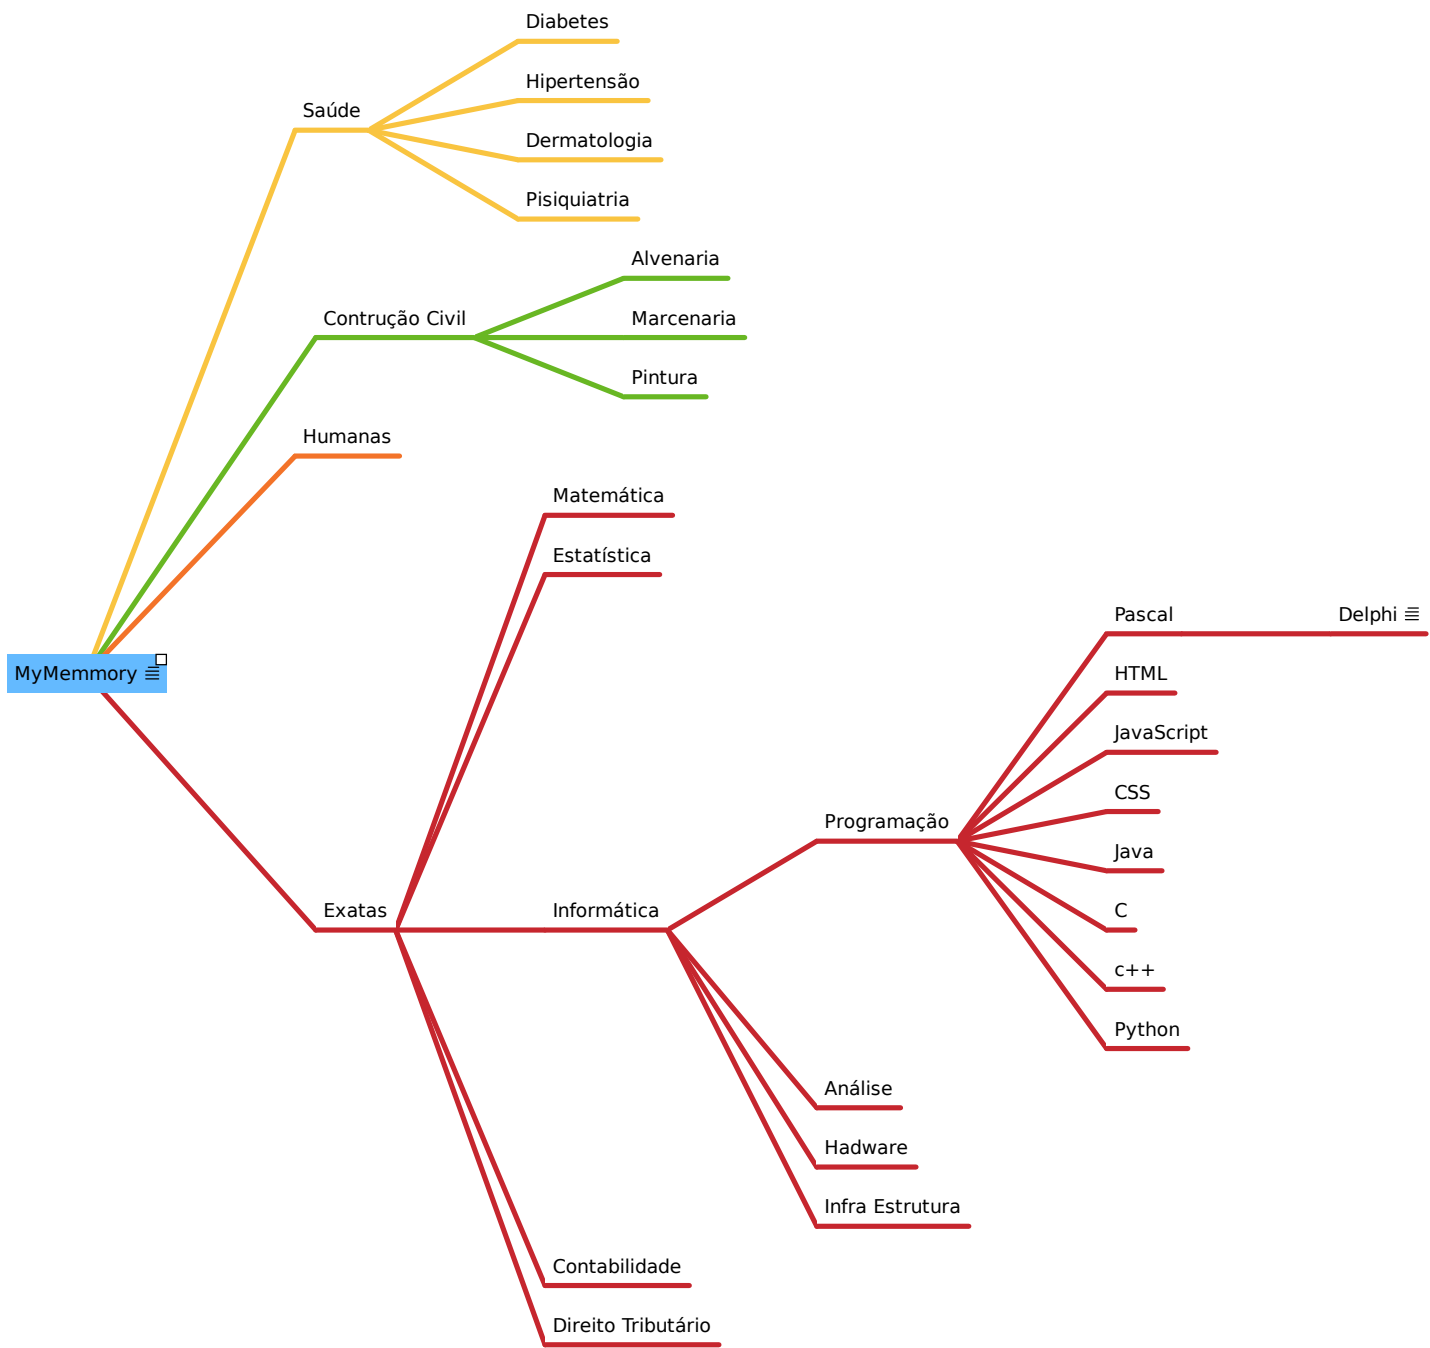 Diabetes
Hipertensão
Saúde
Dermatologia
Pisiquiatria
Alvenaria
Contrução Civil
Marcenaria
Pintura
Humanas
Matemática
Estatística
Pascal
Delphi
MyMemmory
HTML
JavaScript
CSS
Programação
Java
Exatas
Informática
C
c++
Python
Análise
Hadware
Infra Estrutura
Contabilidade
Direito Tributário